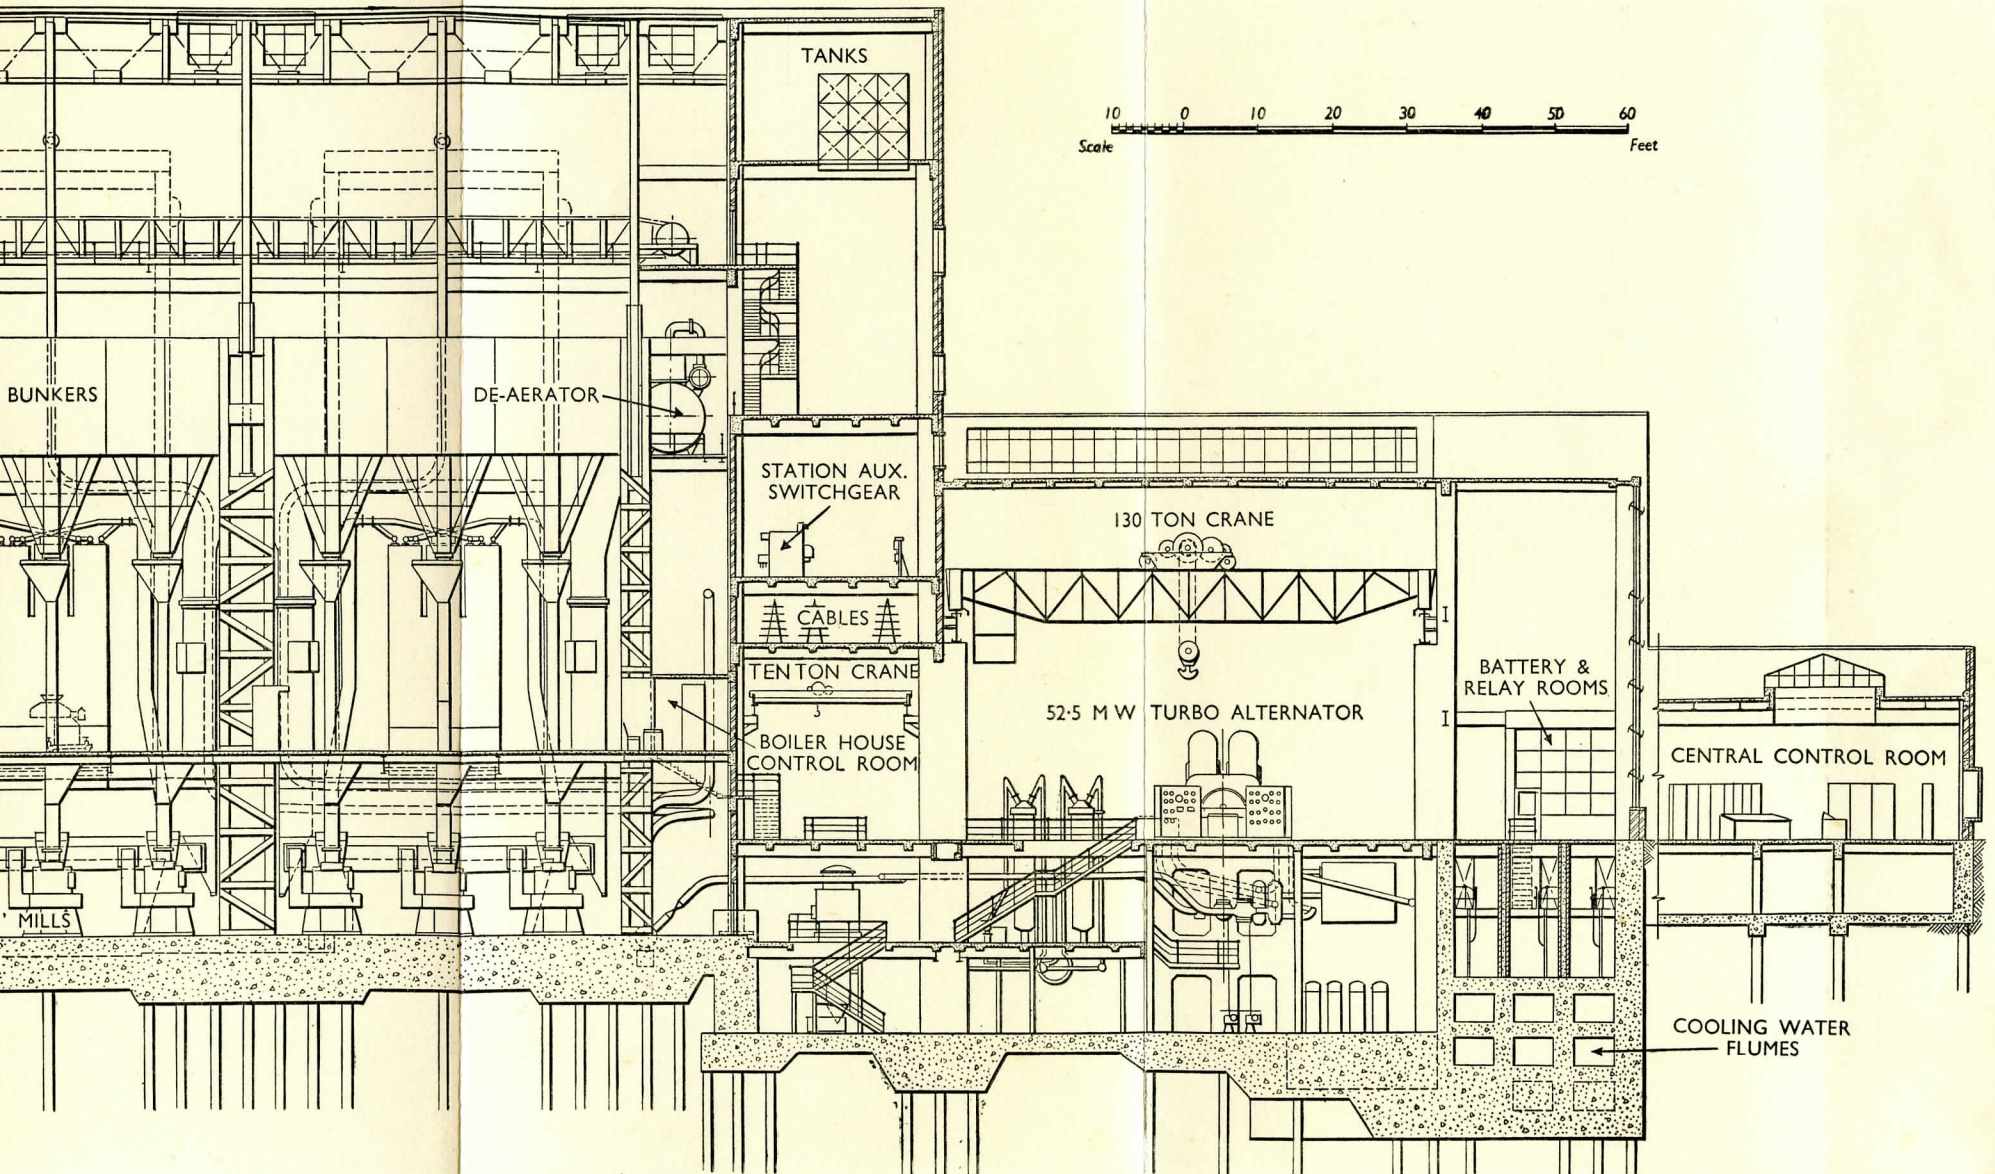 TANKS
10 0 10 20 30 40 50 60
Scale Feet
BUNKERS
DE-AERATOR
STATION AUX.
SWITCHGEAR
130 TON CRANE
CABLES
TEN TON CRANE
BATTERY &
RELAY ROOMS
52·5 MW TURBO ALTERNATOR
BOILER HOUSE
CONTROL ROOM
CENTRAL CONTROL ROOM
' MILLS
COOLING WATER
FLUMES